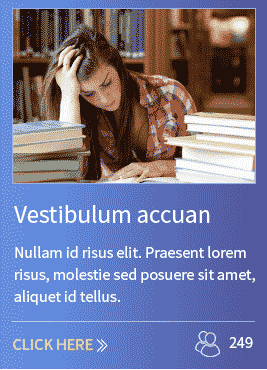 Vestibulum accuan
Nullam id risus elit. Praesent lorem
risus, molestie sed posuere sit amet,
aliquet id tellus.
CLICK HERE 249